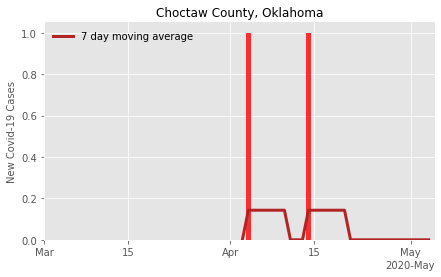 Choctaw County, Oklahoma
7 day moving average
New Covid-19 Cases
1.0
0.8
0.6
0.4
0.2
0.0
Mar 15 Apr 15 May
2020-May